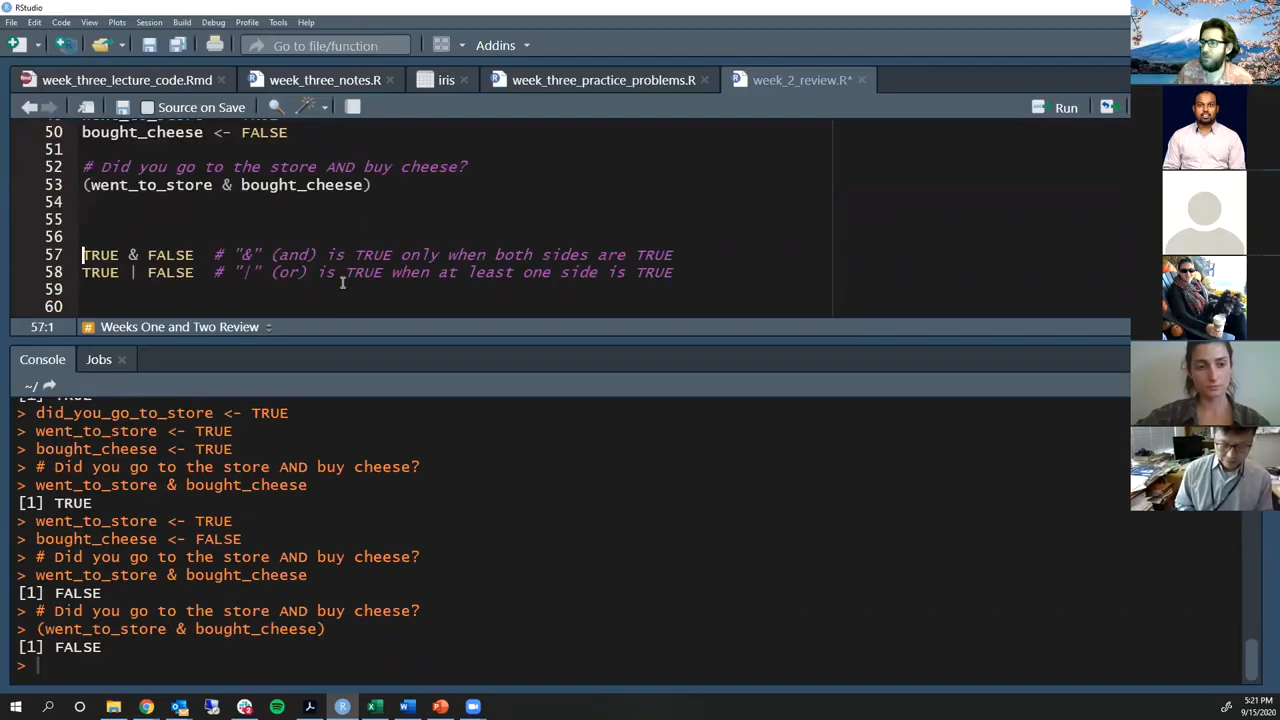 RStudio
File Edit Code View Plots Session Build Debug Profile Tools Help
Go to file/function Addins
week_three_lecture_code.Rmd week_three_notes.R iris week_three_practice_problems.R week_2_review.R*
Source on Save Run
50 bought_cheese <- FALSE
51
52 # Did you go to the store AND buy cheese?
53 (went_to_store & bought_cheese)
54
55
56
57 TRUE & FALSE # "&" (and) is TRUE only when both sides are TRUE
58 TRUE | FALSE # "|" (or) is TRUE when at least one side is TRUE
59
60
57:1 # Weeks One and Two Review
Console Jobs
~/
[1] TRUE
> did_you_go_to_store <- TRUE
> went_to_store <- TRUE
> bought_cheese <- TRUE
> # Did you go to the store AND buy cheese?
> went_to_store & bought_cheese
[1] TRUE
> went_to_store <- TRUE
> bought_cheese <- FALSE
> # Did you go to the store AND buy cheese?
> went_to_store & bought_cheese
[1] FALSE
> # Did you go to the store AND buy cheese?
> (went_to_store & bought_cheese)
[1] FALSE
>
5:21 PM
9/15/2020